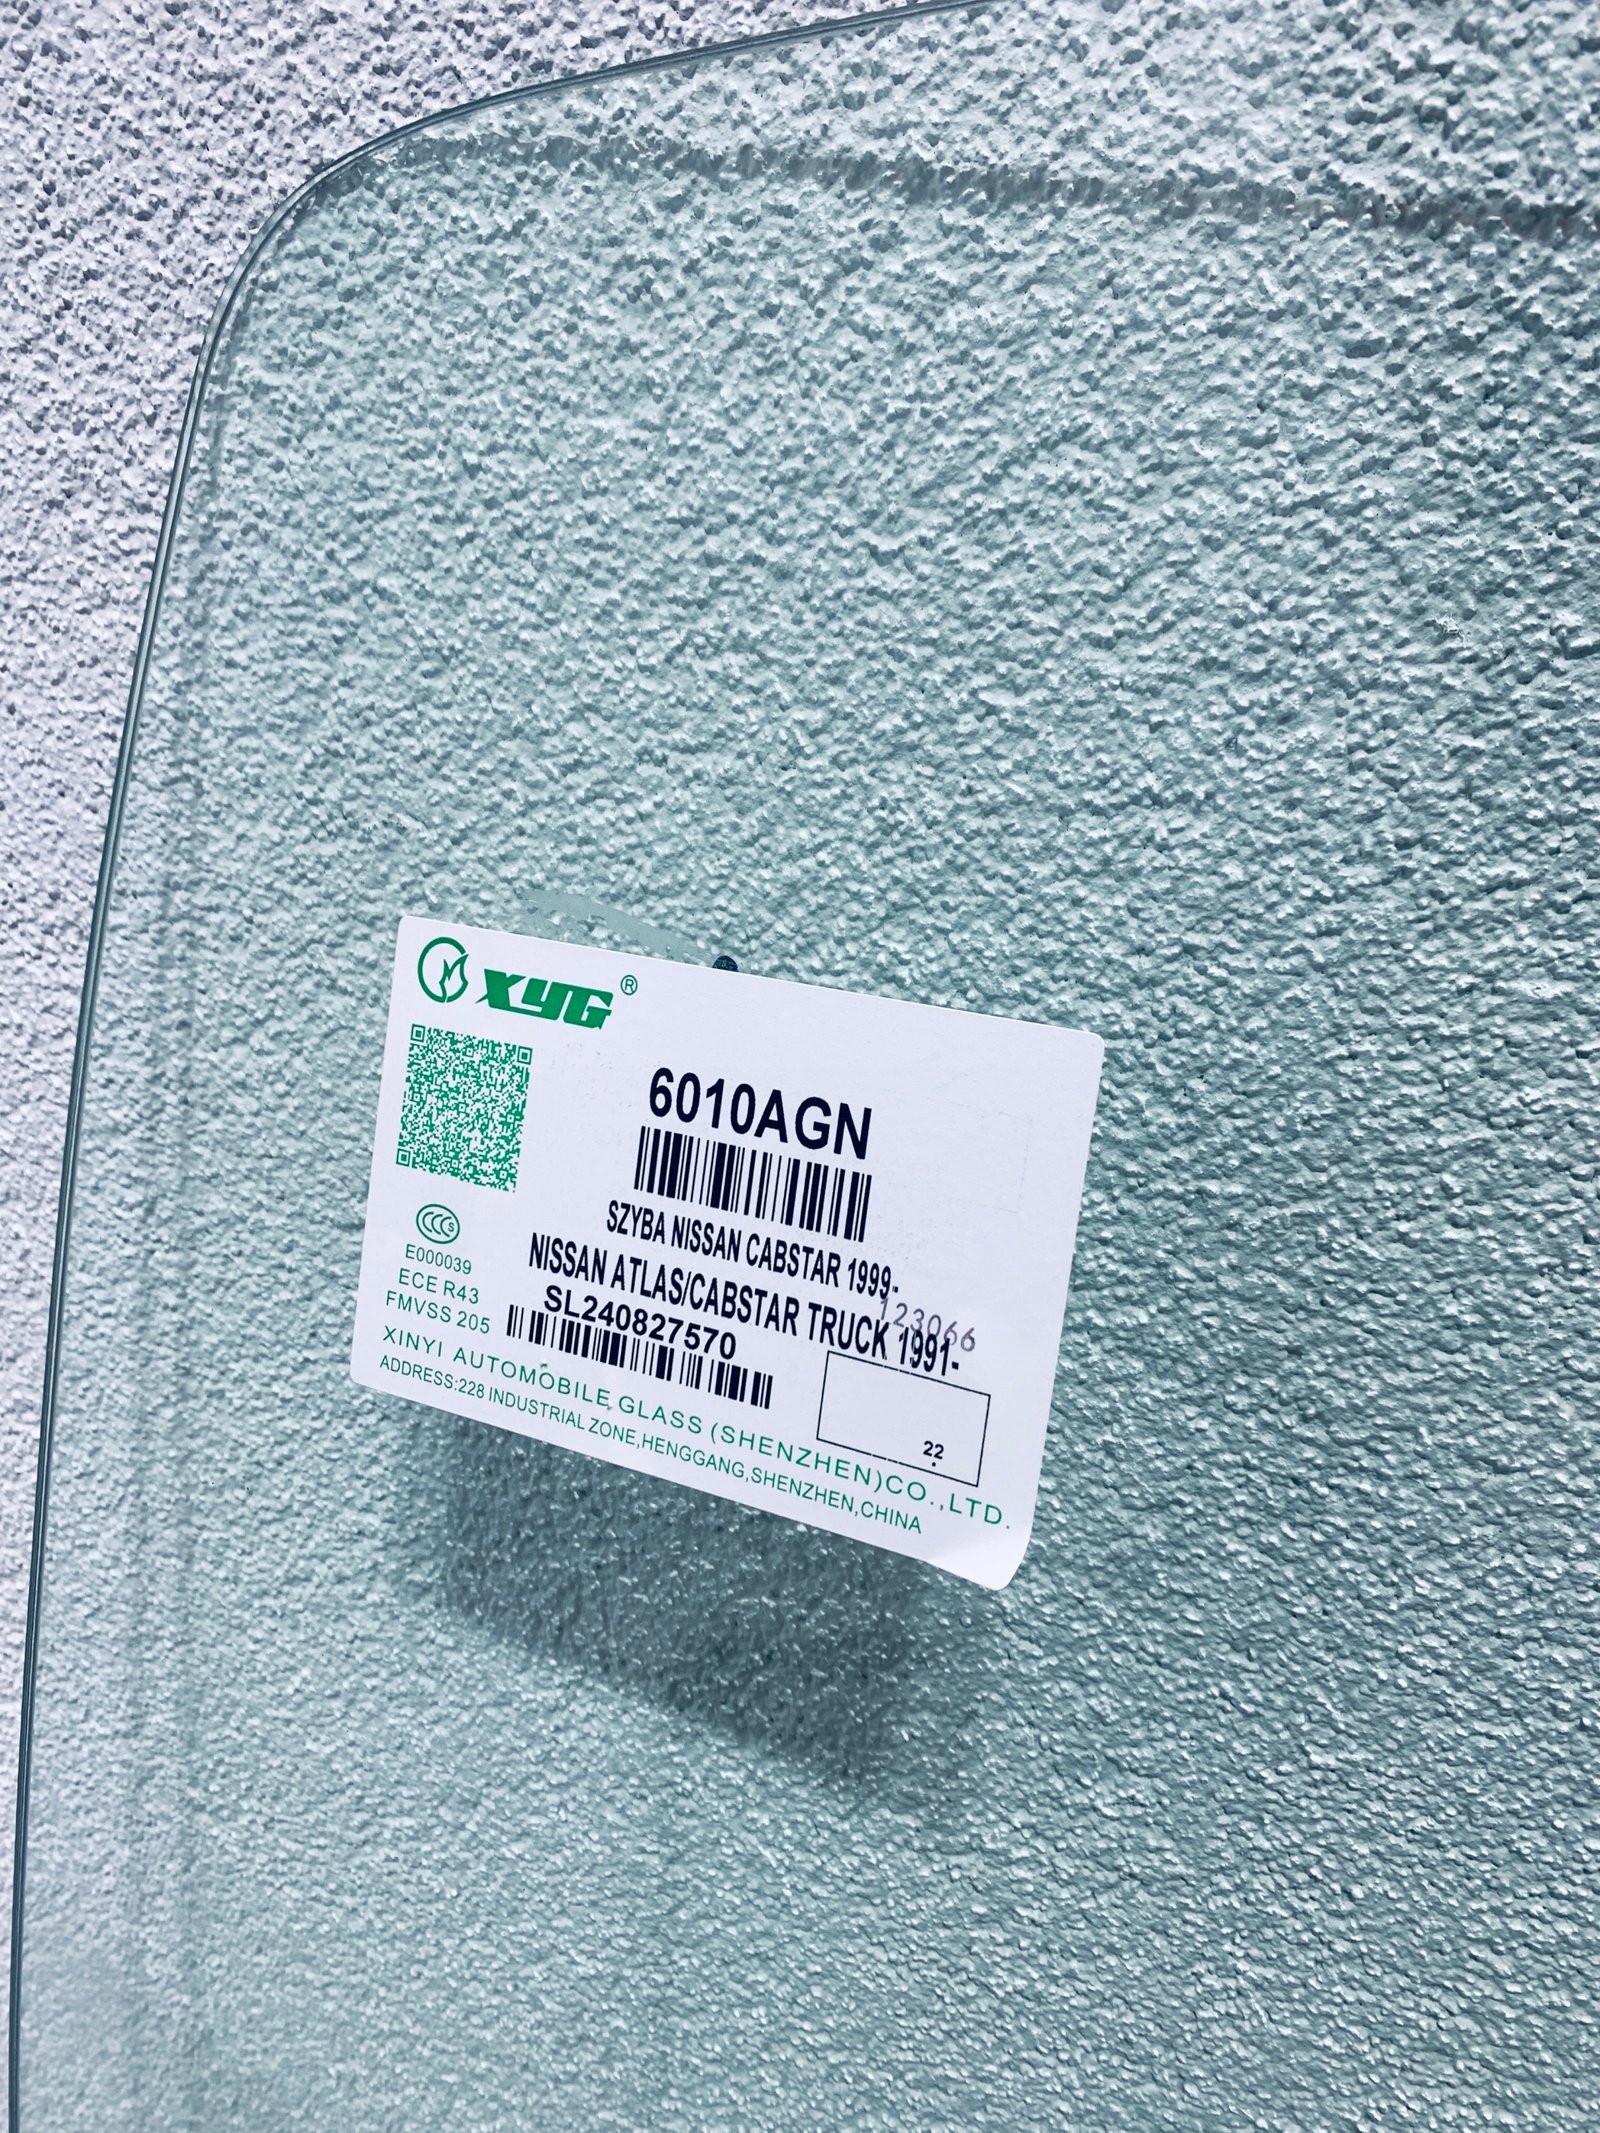 XYG®
6010AGN
SZYBA NISSAN CABSTAR 1999-
NISSAN ATLAS/CABSTAR TRUCK 1991-
123066
SL240827570
22
CCC S
E000039
ECE R43
FMVSS 205
XINYI AUTOMOBILE GLASS (SHENZHEN)CO.,LTD.
ADDRESS:228 INDUSTRIAL ZONE,HENGGANG,SHENZHEN,CHINA